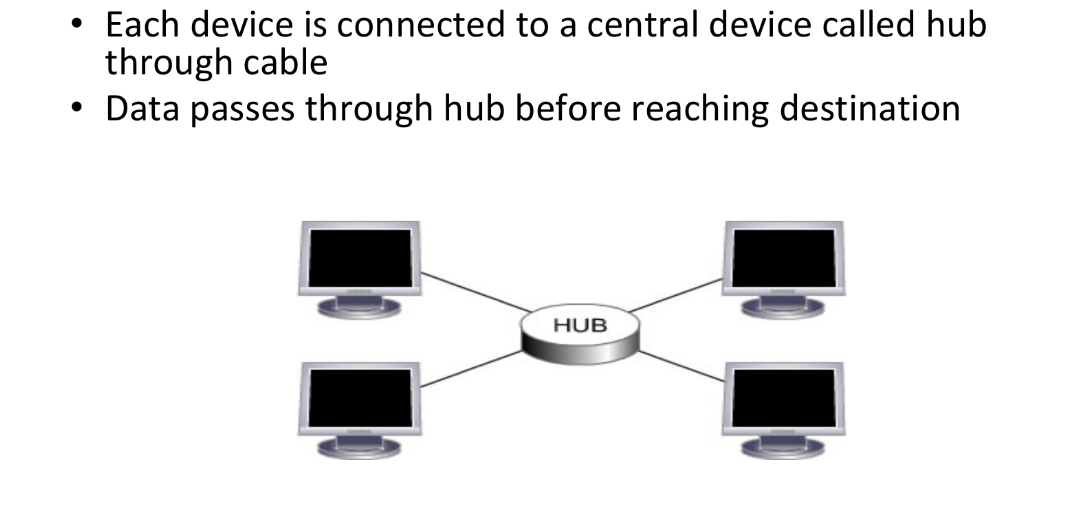 • Each device is connected to a central device called hub
through cable
• Data passes through hub before reaching destination
HUB